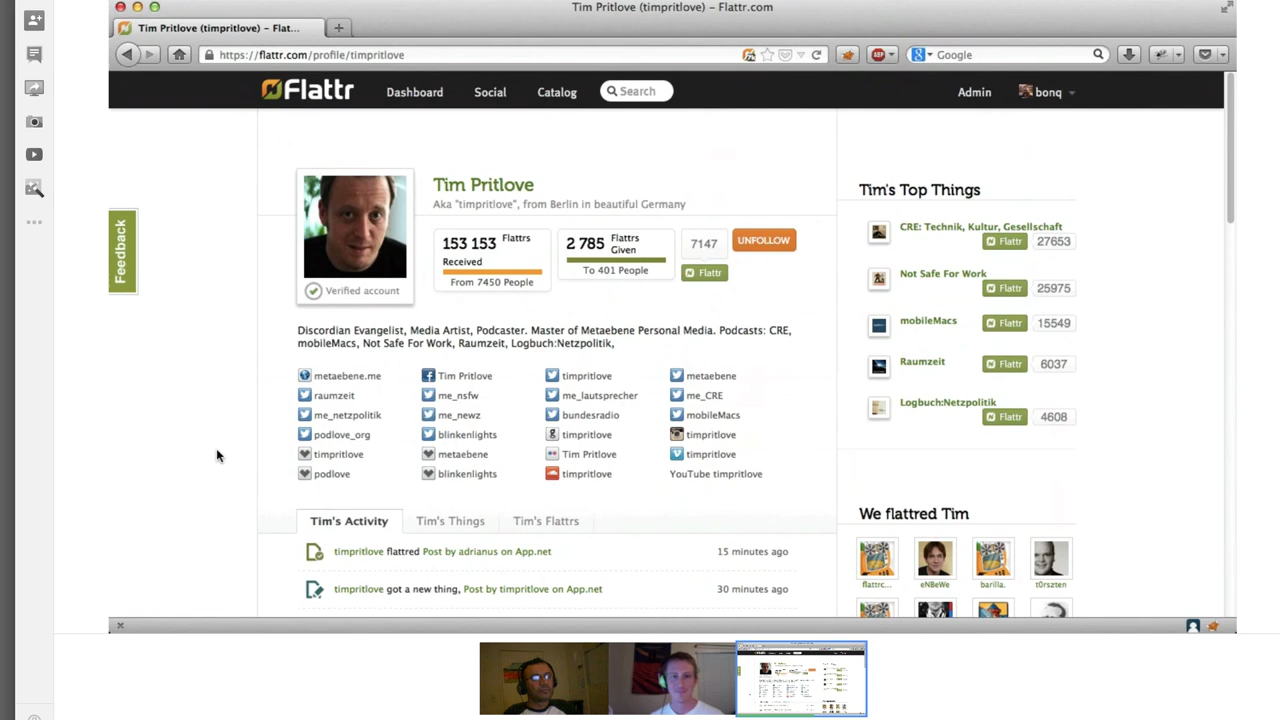 Tim Pritlove (timpritlove) – Flattr.com
Tim Pritlove (timpritlove) – Flat...
https://flattr.com/profile/timpritlove
ABP
Google
Flattr
Dashboard
Social
Catalog
Search
Admin
bonq
Feedback
Verified account
Tim Pritlove
Aka "timpritlove", from Berlin in beautiful Germany
153 153 Flattrs
Received
From 7450 People
2 785 Flattrs
Given
To 401 People
7147
Flattr
UNFOLLOW
Discordian Evangelist, Media Artist, Podcaster. Master of Metaebene Personal Media. Podcasts: CRE,
mobileMacs, Not Safe For Work, Raumzeit, Logbuch:Netzpolitik,
metaebene.me Tim Pritlove timpritlove metaebene
raumzeit me_nsfw me_lautsprecher me_CRE
me_netzpolitik me_newz bundesradio mobileMacs
podlove_org blinkenlights timpritlove timpritlove
timpritlove metaebene Tim Pritlove timpritlove
podlove blinkenlights timpritlove YouTube timpritlove
Tim's Activity Tim's Things Tim's Flattrs
timpritlove flattred Post by adrianus on App.net 15 minutes ago
timpritlove got a new thing, Post by timpritlove on App.net 30 minutes ago
Tim's Top Things
CRE: Technik, Kultur, Gesellschaft
Flattr 27653
Not Safe For Work
Flattr 25975
mobileMacs
Flattr 15549
Raumzeit
Flattr 6037
Logbuch:Netzpolitik
Flattr 4608
We flattred Tim
flattrc... eNBeWe barilla. t0rszten